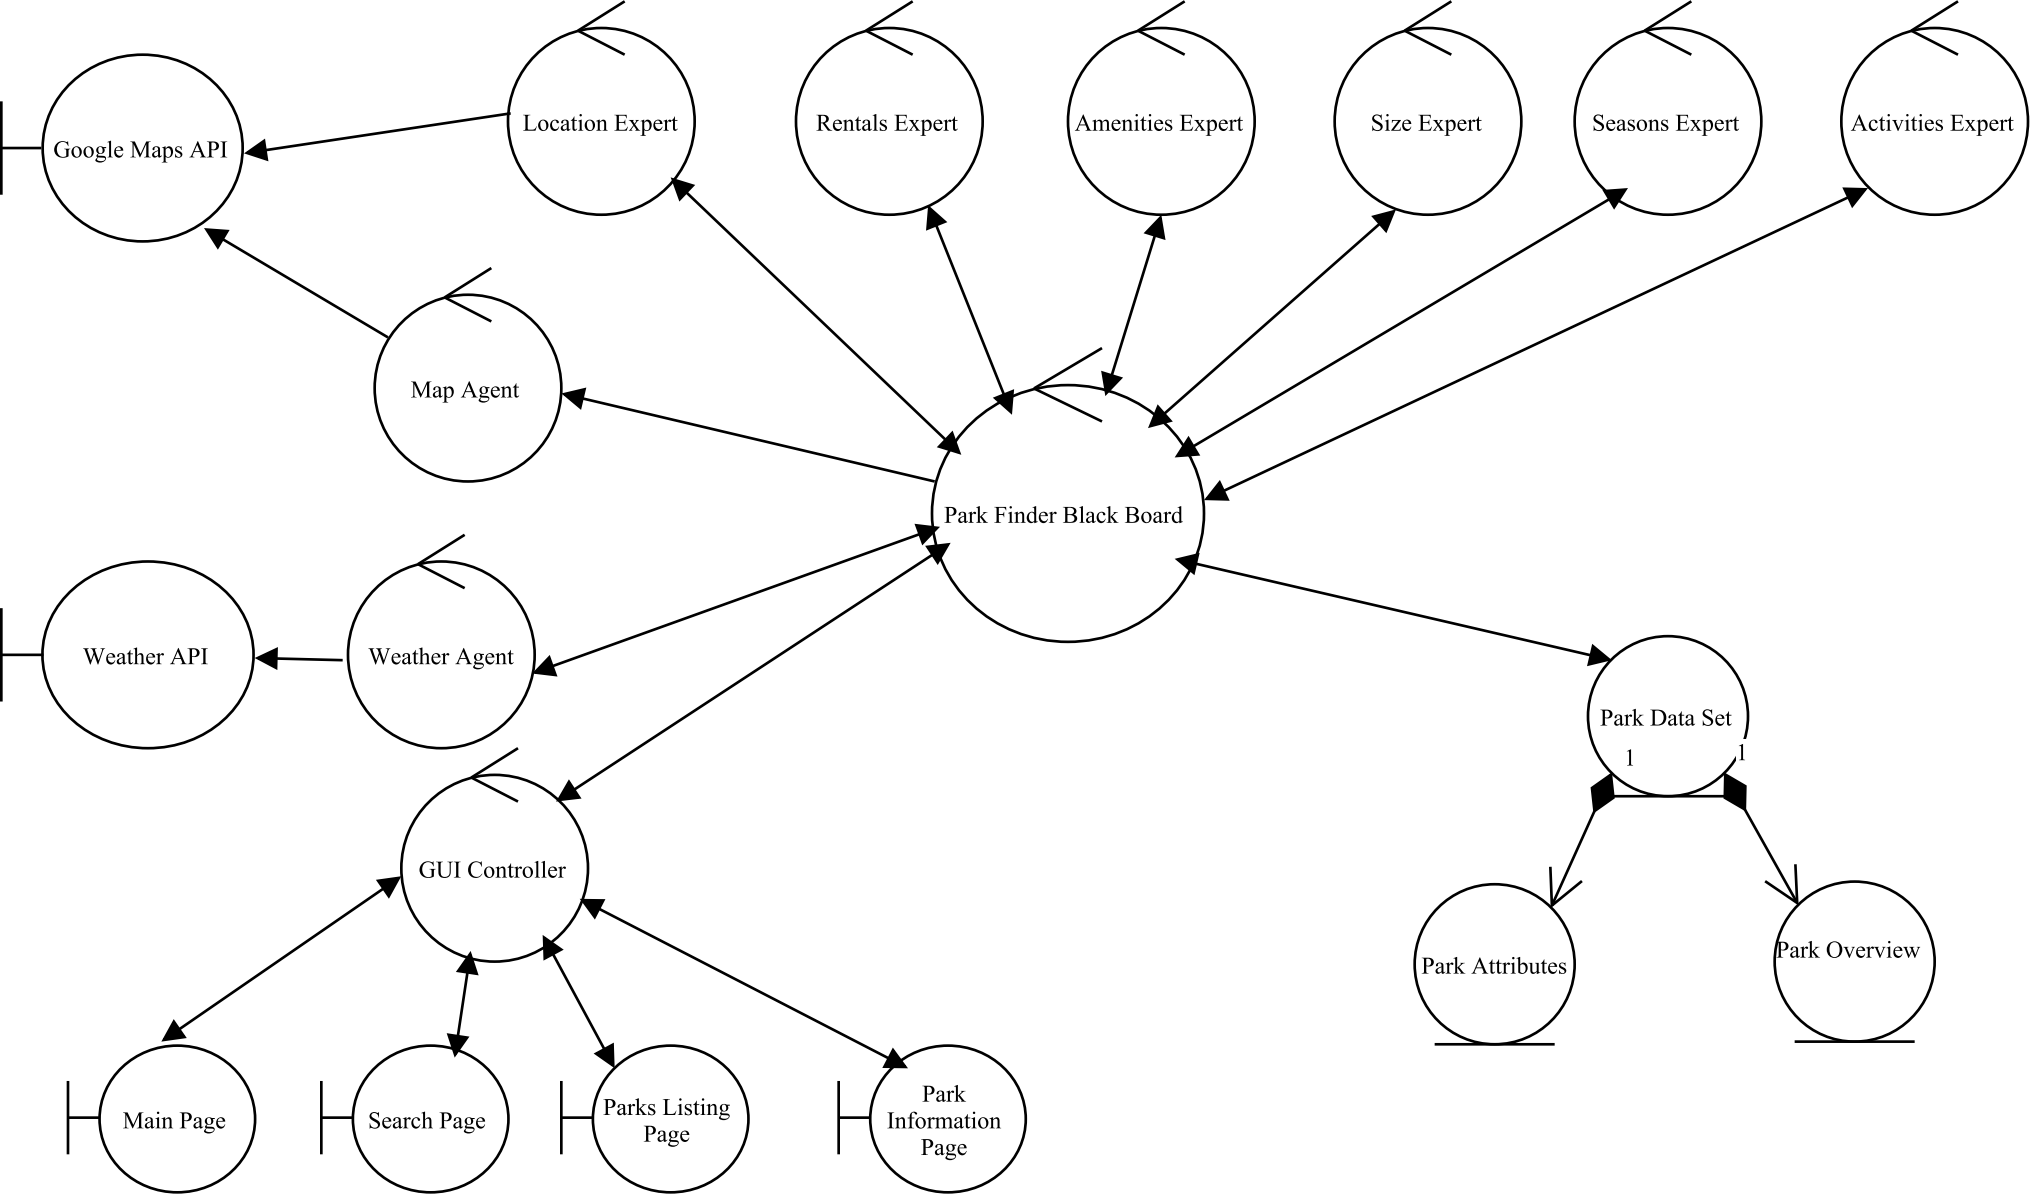 Google Maps API
Location Expert
Rentals Expert
Amenities Expert
Size Expert
Seasons Expert
Activities Expert
Map Agent
Park Finder Black Board
Weather API
Weather Agent
Park Data Set
1
1
GUI Controller
Park Attributes
Park Overview
Main Page
Search Page
Parks Listing
Page
Park
Information
Page